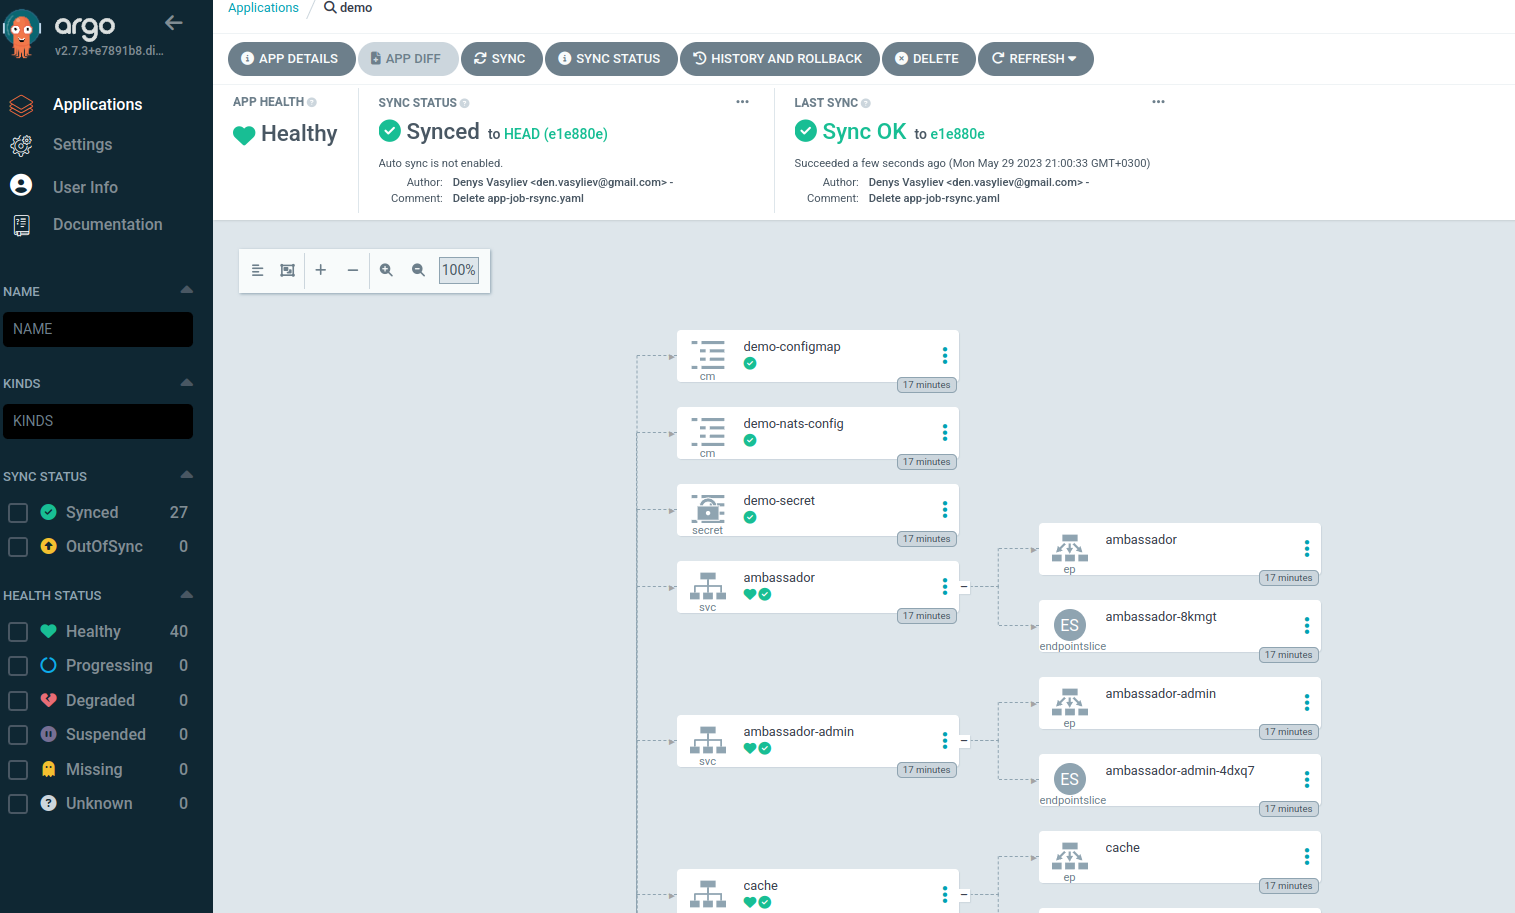 argo
v2.7.3+e7891b8.di...
Applications
Settings
User Info
Documentation
NAME
NAME
KINDS
KINDS
SYNC STATUS
Synced 27
OutOfSync 0
HEALTH STATUS
Healthy 40
Progressing 0
Degraded 0
Suspended 0
Missing 0
Unknown 0
Applications / demo
APP DETAILS
APP DIFF
SYNC
SYNC STATUS
HISTORY AND ROLLBACK
DELETE
REFRESH
APP HEALTH
Healthy
SYNC STATUS
Synced to HEAD (e1e880e)
Auto sync is not enabled.
Author: Denys Vasyliev <den.vasyliev@gmail.com> -
Comment: Delete app-job-rsync.yaml
LAST SYNC
Sync OK to e1e880e
Succeeded a few seconds ago (Mon May 29 2023 21:00:33 GMT+0300)
Author: Denys Vasyliev <den.vasyliev@gmail.com> -
Comment: Delete app-job-rsync.yaml
100%
demo-configmap
cm
17 minutes
demo-nats-config
cm
17 minutes
demo-secret
secret
17 minutes
ambassador
svc
17 minutes
ambassador
ep
17 minutes
ES
ambassador-8kmgt
endpointslice
17 minutes
ambassador-admin
svc
17 minutes
ambassador-admin
ep
17 minutes
ES
ambassador-admin-4dxq7
endpointslice
17 minutes
cache
cache
ep
17 minutes